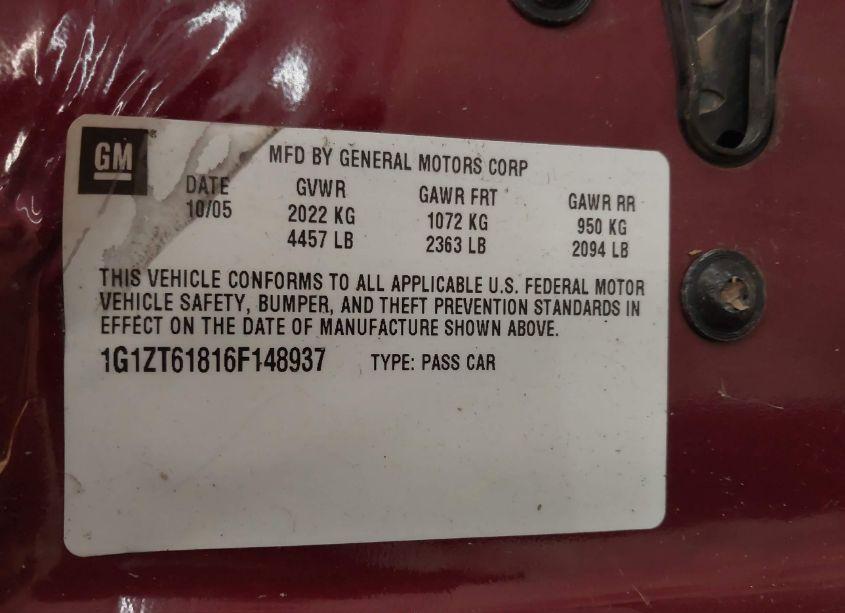 GM
MFD BY GENERAL MOTORS CORP
DATE GVWR GAWR FRT GAWR RR
10/05 2022 KG 1072 KG 950 KG
4457 LB 2363 LB 2094 LB
THIS VEHICLE CONFORMS TO ALL APPLICABLE U.S. FEDERAL MOTOR
VEHICLE SAFETY, BUMPER, AND THEFT PREVENTION STANDARDS IN
EFFECT ON THE DATE OF MANUFACTURE SHOWN ABOVE.
1G1ZT61816F148937 TYPE: PASS CAR